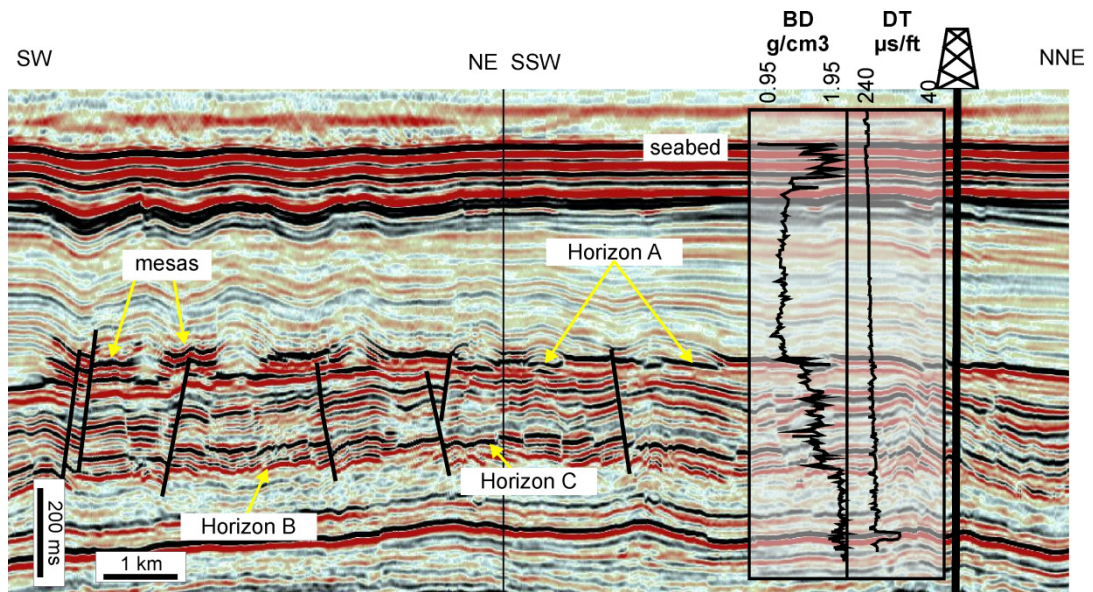 BD
g/cm3
DT
µs/ft
SW
NE
SSW
NNE
0.95
1.95
240
40
seabed
mesas
Horizon A
Horizon C
Horizon B
200 ms
1 km